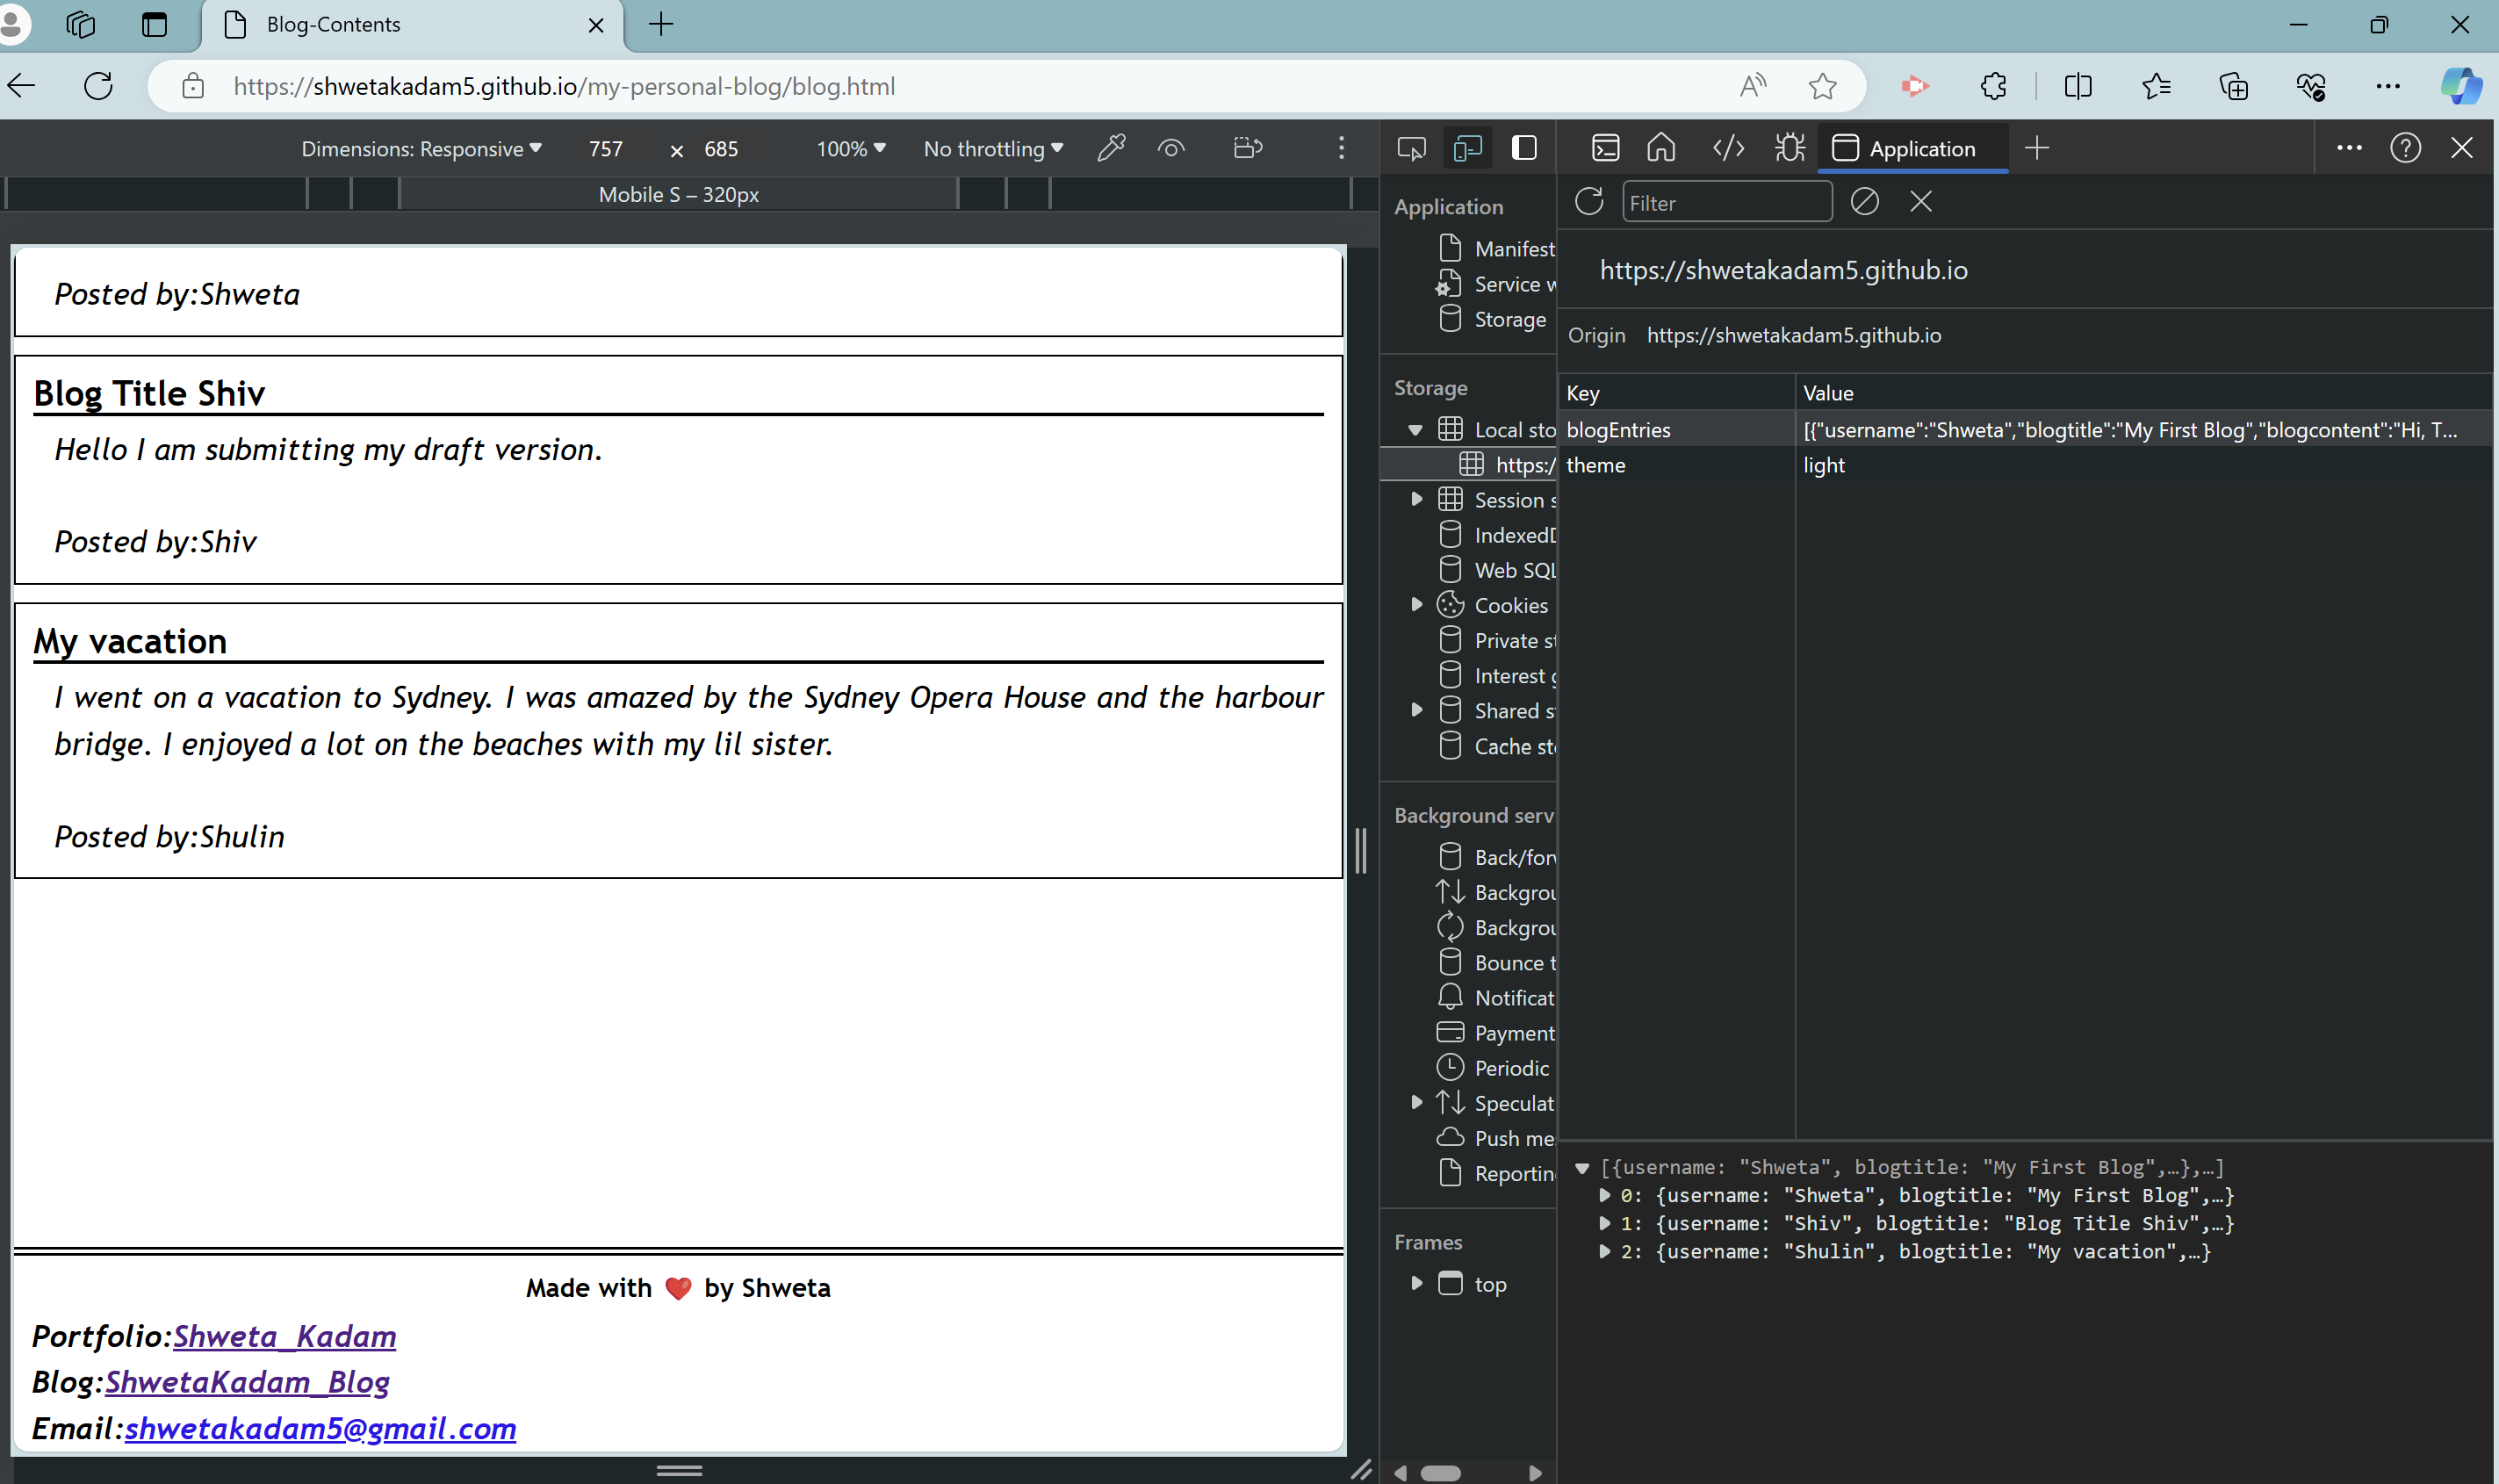 Blog-Contents
https://shwetakadam5.github.io/my-personal-blog/blog.html
Dimensions: Responsive 757 × 685 100% No throttling
Mobile S – 320px
Posted by:Shweta
Blog Title Shiv
Hello I am submitting my draft version.
Posted by:Shiv
My vacation
I went on a vacation to Sydney. I was amazed by the Sydney Opera House and the harbour
bridge. I enjoyed a lot on the beaches with my lil sister.
Posted by:Shulin
Made with ❤️ by Shweta
Portfolio:Shweta_Kadam
Blog:ShwetaKadam_Blog
Email:shwetakadam5@gmail.com
Application
Application
Manifest
Service w
Storage
Storage
Local sto
https:/
Session s
IndexedD
Web SQL
Cookies
Private st
Interest g
Shared st
Cache sto
Background serv
Back/forv
Backgrou
Backgrou
Bounce t
Notificat
Payment
Periodic
Speculat
Push me
Reportin
Frames
top
Filter
https://shwetakadam5.github.io
Origin https://shwetakadam5.github.io
Key Value
blogEntries [{"username":"Shweta","blogtitle":"My First Blog","blogcontent":"Hi, T...
theme light
[{username: "Shweta", blogtitle: "My First Blog",…},…]
0: {username: "Shweta", blogtitle: "My First Blog",…}
1: {username: "Shiv", blogtitle: "Blog Title Shiv",…}
2: {username: "Shulin", blogtitle: "My vacation",…}